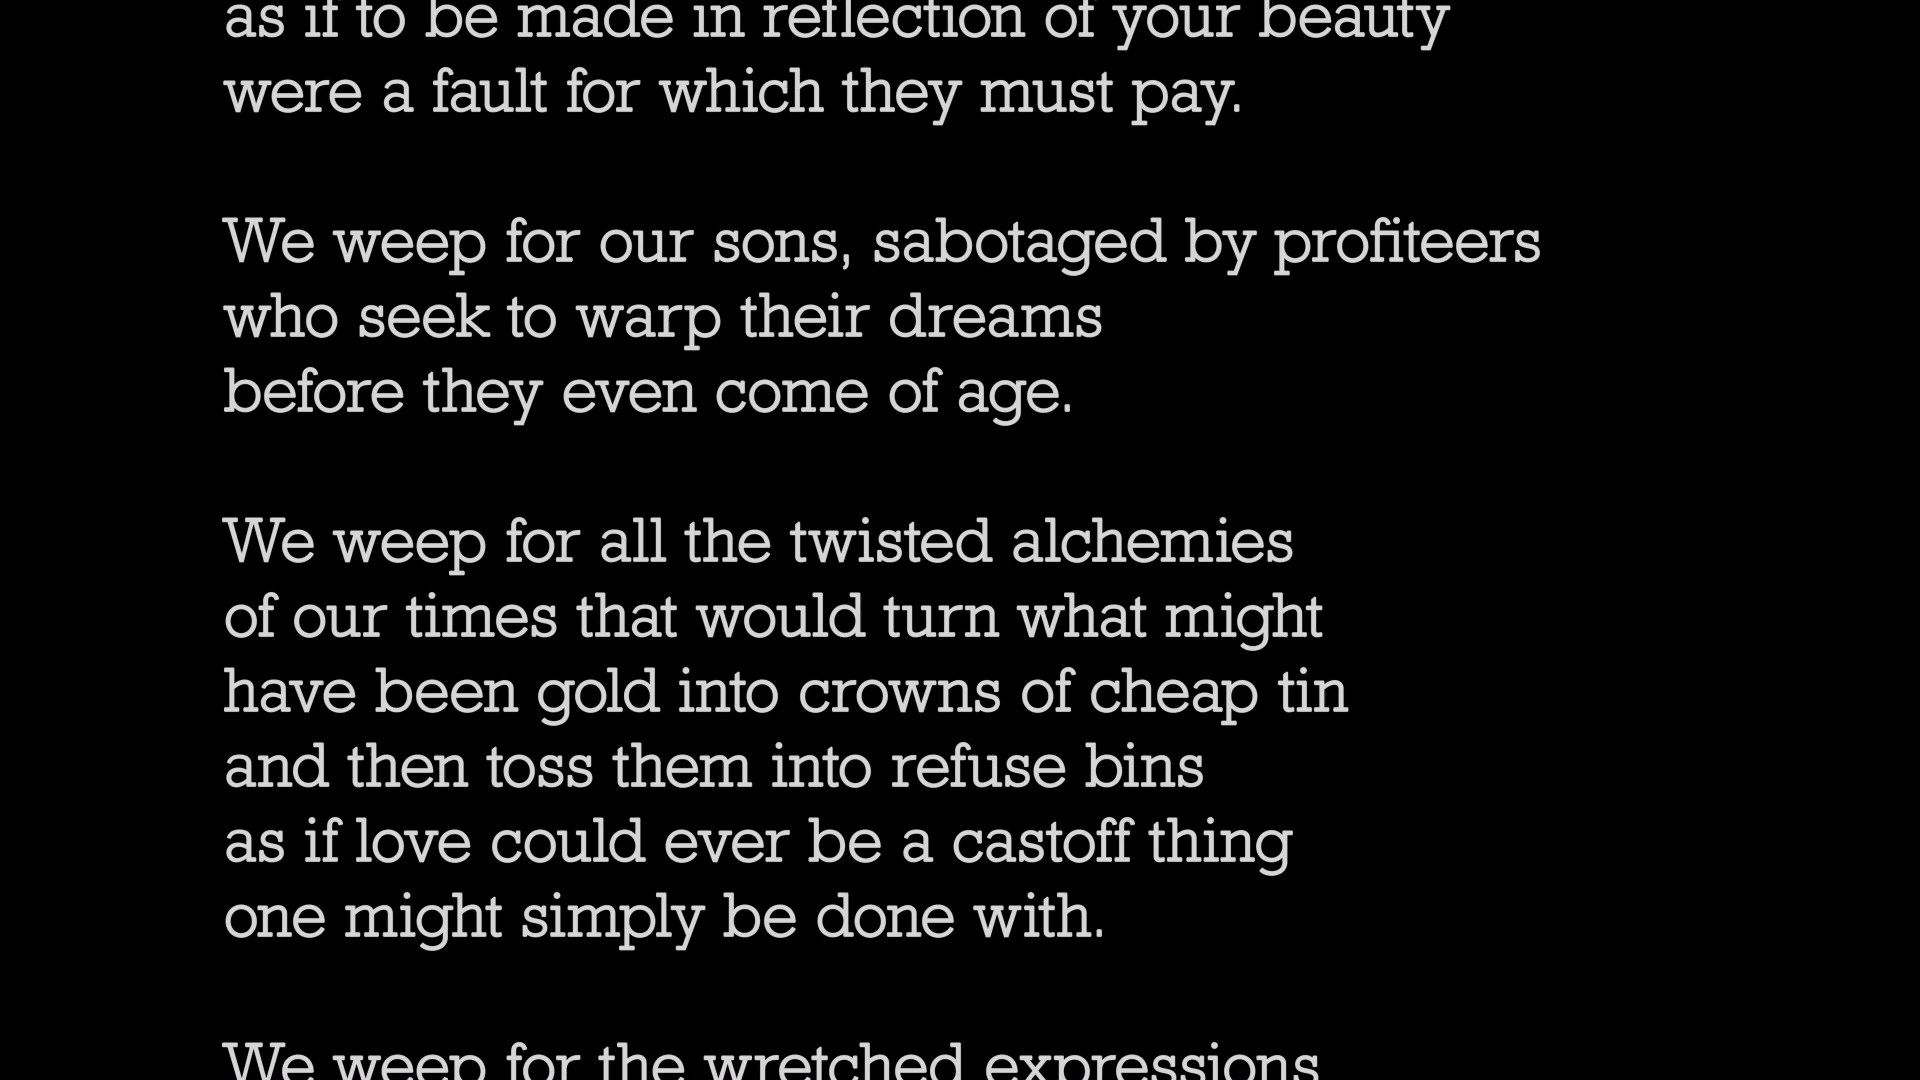 as if to be made in reflection of your beauty
were a fault for which they must pay.
We weep for our sons, sabotaged by profiteers
who seek to warp their dreams
before they even come of age.
We weep for all the twisted alchemies
of our times that would turn what might
have been gold into crowns of cheap tin
and then toss them into refuse bins
as if love could ever be a castoff thing
one might simply be done with.
We weep for the wretched expressions